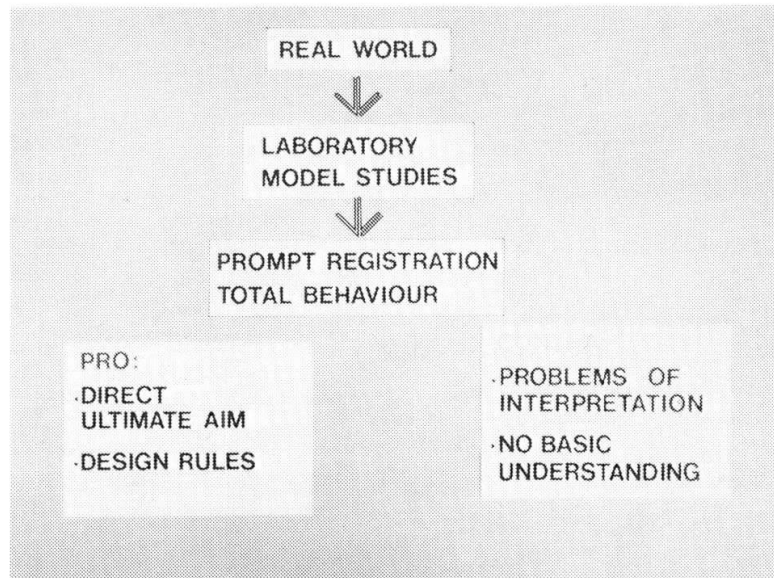 REAL WORLD
LABORATORY
MODEL STUDIES
PROMPT REGISTRATION
TOTAL BEHAVIOUR
PRO:
·DIRECT
ULTIMATE AIM
·DESIGN RULES
·PROBLEMS OF
INTERPRETATION
·NO BASIC
UNDERSTANDING